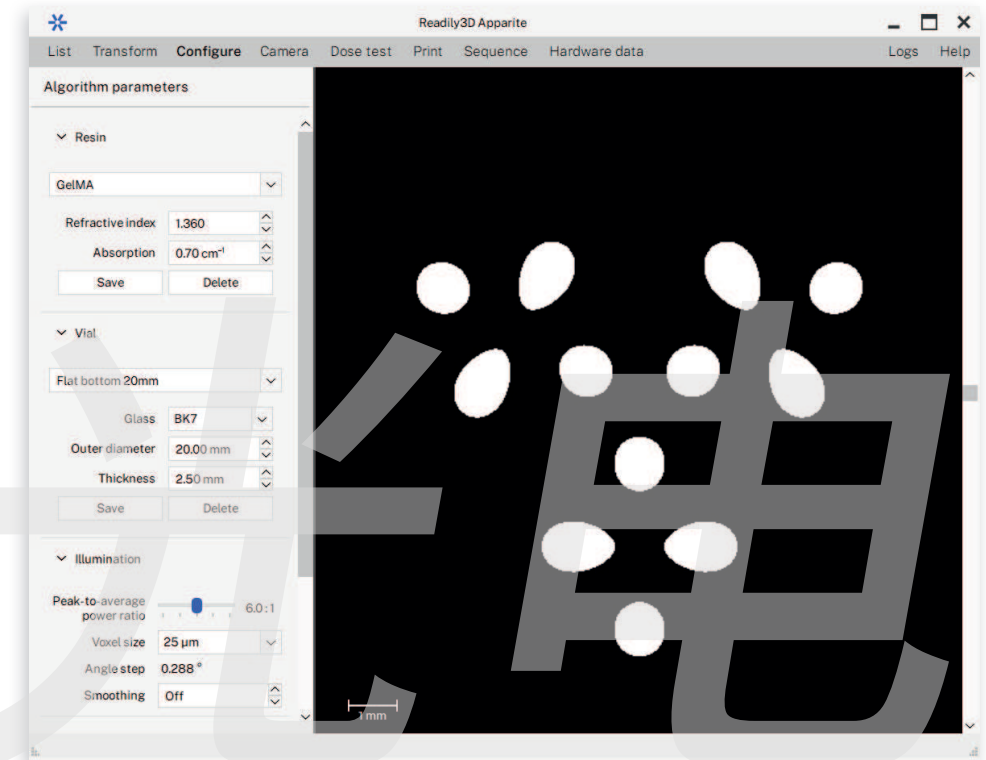 Readily3D Apparite
List Transform Configure Camera Dose test Print Sequence Hardware data Logs Help
Algorithm parameters
Resin
GelMA
Refractive index 1.360
Absorption 0.70 cm⁻¹
Save Delete
Vial
Flat bottom 20mm
Glass BK7
Outer diameter 20.00 mm
Thickness 2.50 mm
Save Delete
Illumination
Peak-to-average
power ratio 6.0 : 1
Voxel size 25 µm
Angle step 0.288 °
Smoothing Off
1 mm
光电